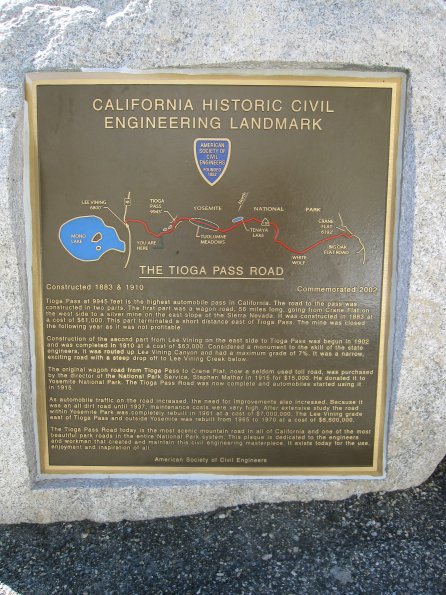 CALIFORNIA HISTORIC CIVIL
ENGINEERING LANDMARK
AMERICAN
SOCIETY OF
CIVIL
ENGINEERS
FOUNDED
1852
LEE VINING
6800'
TIOGA
PASS
9945'
YOSEMITE
NATIONAL
PARK
CRANE
FLAT
6192'
MONO
LAKE
YOU ARE
HERE
TUOLUMNE
MEADOWS
TENAYA
LAKE
WHITE
WOLF
BIG OAK
FLAT ROAD
THE TIOGA PASS ROAD
Constructed 1883 & 1910
Commemorated 2002
Tioga Pass at 9945 feet is the highest automobile pass in California. The road to the pass was
constructed in two parts. The first part was a wagon road, 56 miles long, going from Crane Flat on
the west side to a silver mine on the east slope of the Sierra Nevada. It was constructed in 1883 at
a cost of $61,000. This part terminated a short distance east of Tioga Pass. The mine was closed
the following year as it was not profitable.
Construction of the second part from Lee Vining on the east side to Tioga Pass was begun in 1902
and was completed in 1910 at a cost of $63,000. Considered a monument to the skill of the state
engineers, it was routed up Lee Vining Canyon and had a maximum grade of 7%. It was a narrow,
exciting road with a steep drop off to Lee Vining Creek below.
The original wagon road from Tioga Pass to Crane Flat, now a seldom used toll road, was purchased
by the director of the National Park Service, Stephen Mather in 1915 for $15,000. He donated it to
Yosemite National Park. The Tioga Pass Road was now complete and automobiles started using it
in 1915.
As automobile traffic on the road increased, the need for improvements also increased. Because it
was an all dirt road until 1937, maintenance costs were very high. After extensive study the road
within Yosemite Park was completely rebuilt in 1961 at a cost of $7,000,000. The Lee Vining grade
east of Tioga Pass and outside Yosemite was rebuilt from 1965 to 1970 at a cost of $6,600,000.
The Tioga Pass Road today is the most scenic mountain road in all of California and one of the most
beautiful park roads in the entire National Park system. This plaque is dedicated to the engineers
and workman that created and maintain this civil engineering masterpiece. It exists today for the use,
enjoyment and inspiration of all.
American Society of Civil Engineers